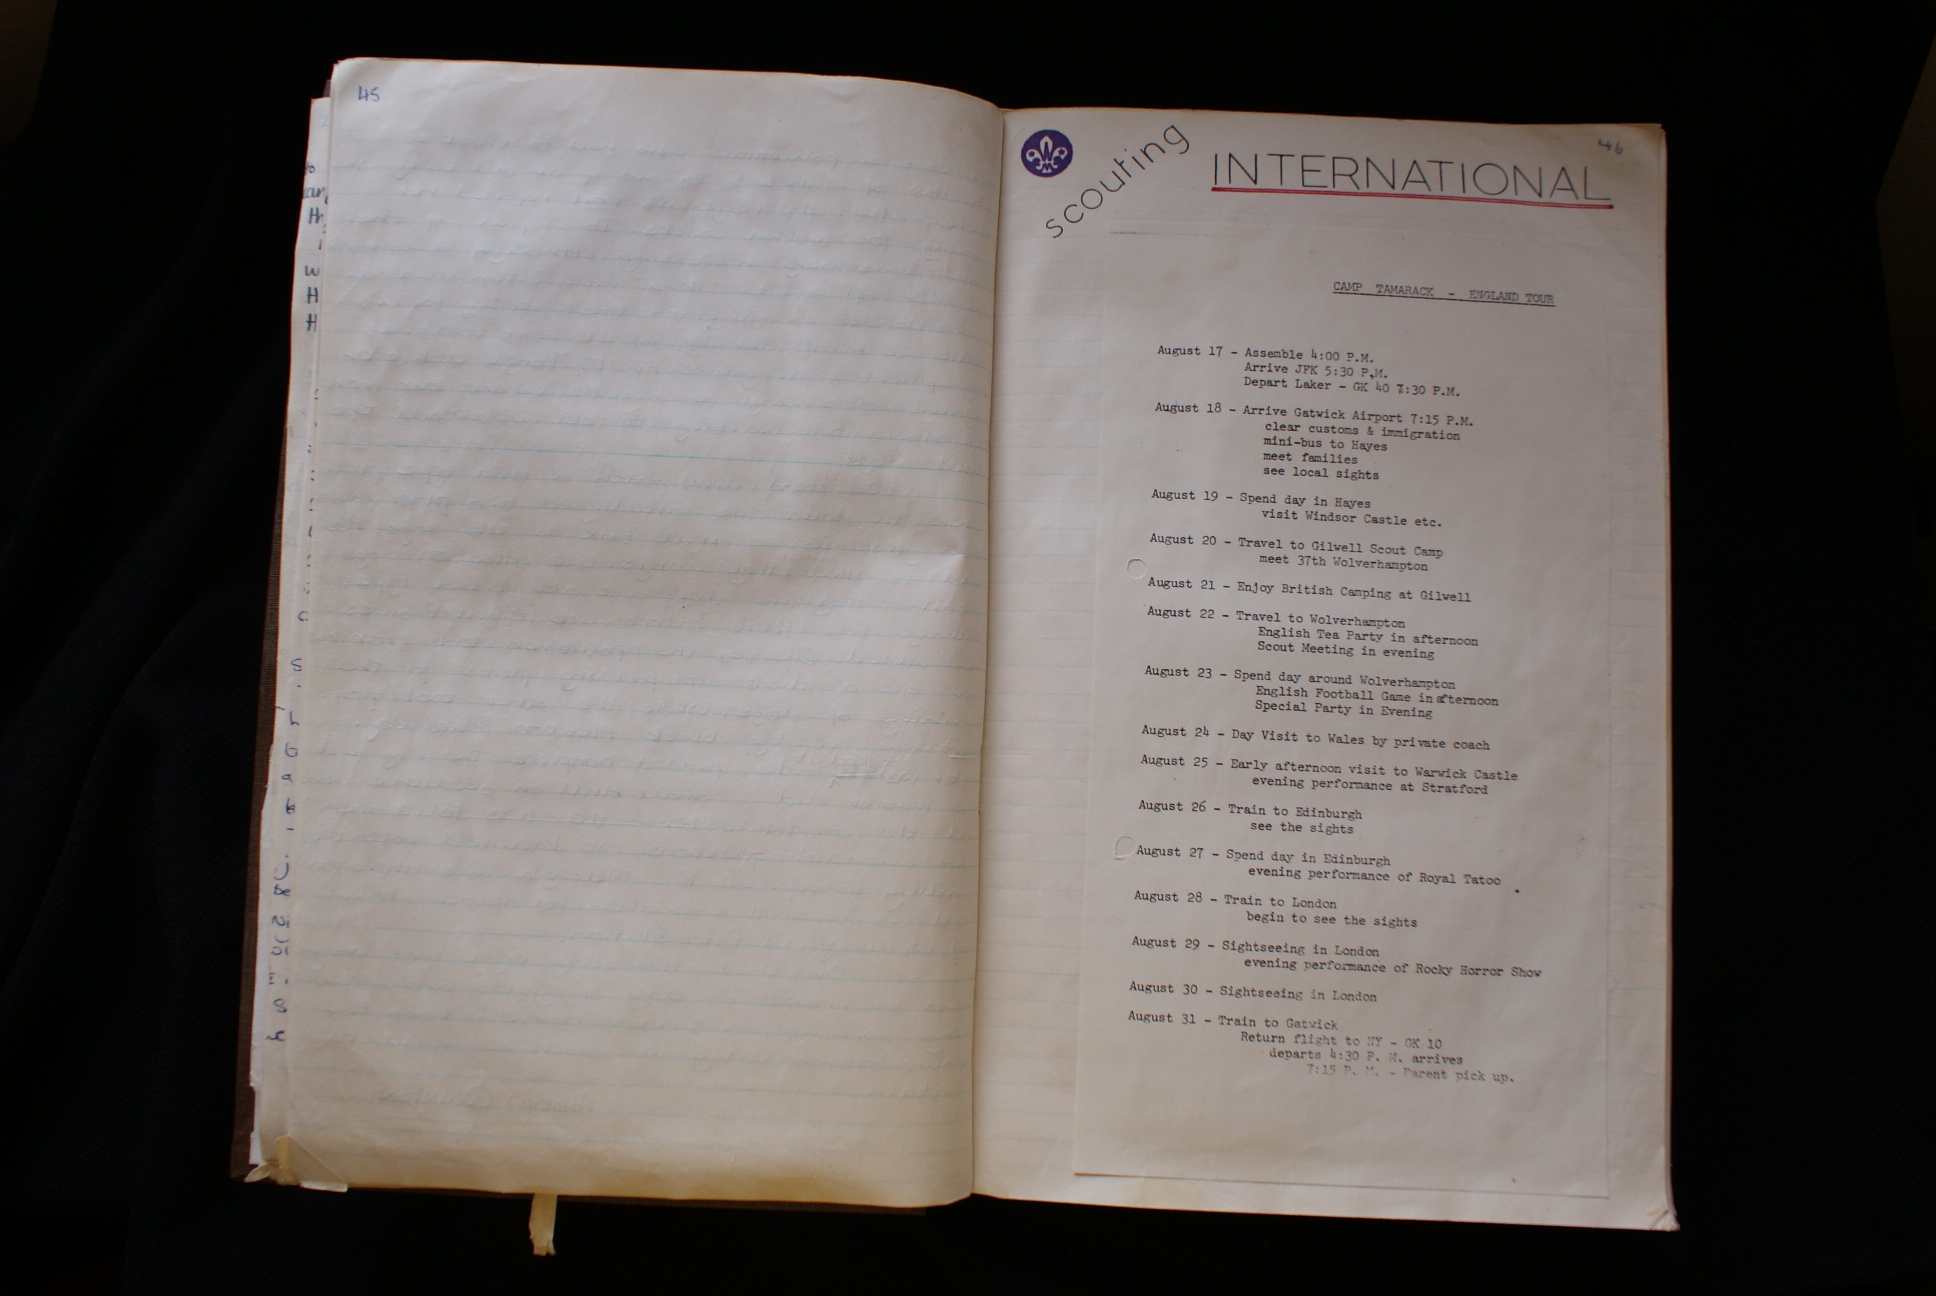 45
46
scouting
INTERNATIONAL
CAMP TAMARACK - ENGLAND TOUR
August 17 - Assemble 4:00 P.M.
Arrive JFK 5:30 P.M.
Depart Laker - GK 40 7:30 P.M.
August 18 - Arrive Gatwick Airport 7:15 P.M.
clear customs & immigration
mini-bus to Hayes
meet families
see local sights
August 19 - Spend day in Hayes
visit Windsor Castle etc.
August 20 - Travel to Gilwell Scout Camp
meet 37th Wolverhampton
August 21 - Enjoy British Camping at Gilwell
August 22 - Travel to Wolverhampton
English Tea Party in afternoon
Scout Meeting in evening
August 23 - Spend day around Wolverhampton
English Football Game in afternoon
Special Party in Evening
August 24 - Day Visit to Wales by private coach
August 25 - Early afternoon visit to Warwick Castle
evening performance at Stratford
August 26 - Train to Edinburgh
see the sights
August 27 - Spend day in Edinburgh
evening performance of Royal Tatoo
August 28 - Train to London
begin to see the sights
August 29 - Sightseeing in London
evening performance of Rocky Horror Show
August 30 - Sightseeing in London
August 31 - Train to Gatwick
Return flight to NY - GK 10
departs 4:30 P. M. arrives
7:15 P. M. - Parent pick up.